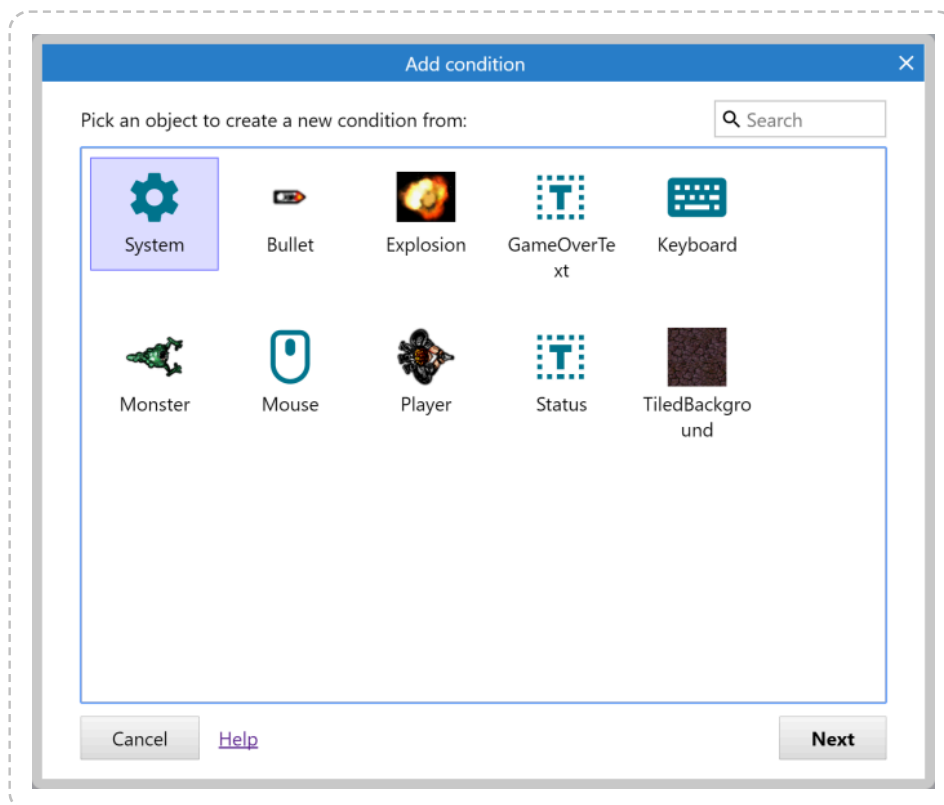 Add condition
Pick an object to create a new condition from:
Search
System
Bullet
Explosion
GameOverTe
xt
Keyboard
Monster
Mouse
Player
Status
TiledBackgro
und
Cancel
Help
Next